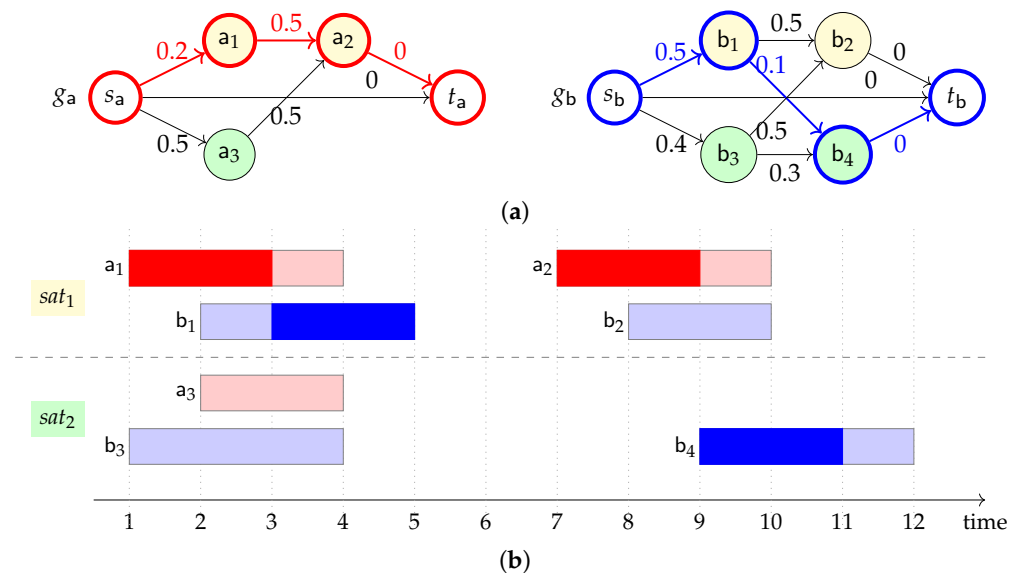 0.2 a1 0.5 a2 0
ga sa 0 ta
0.5 a3 0.5
0.5 b1 0.5 b2 0
gb sb 0.1 0 tb
0.4 b3 0.5 0.3 b4 0
(a)
sat1
a1 a2
b1 b2
sat2
a3
b3 b4
1 2 3 4 5 6 7 8 9 10 11 12 time
(b)